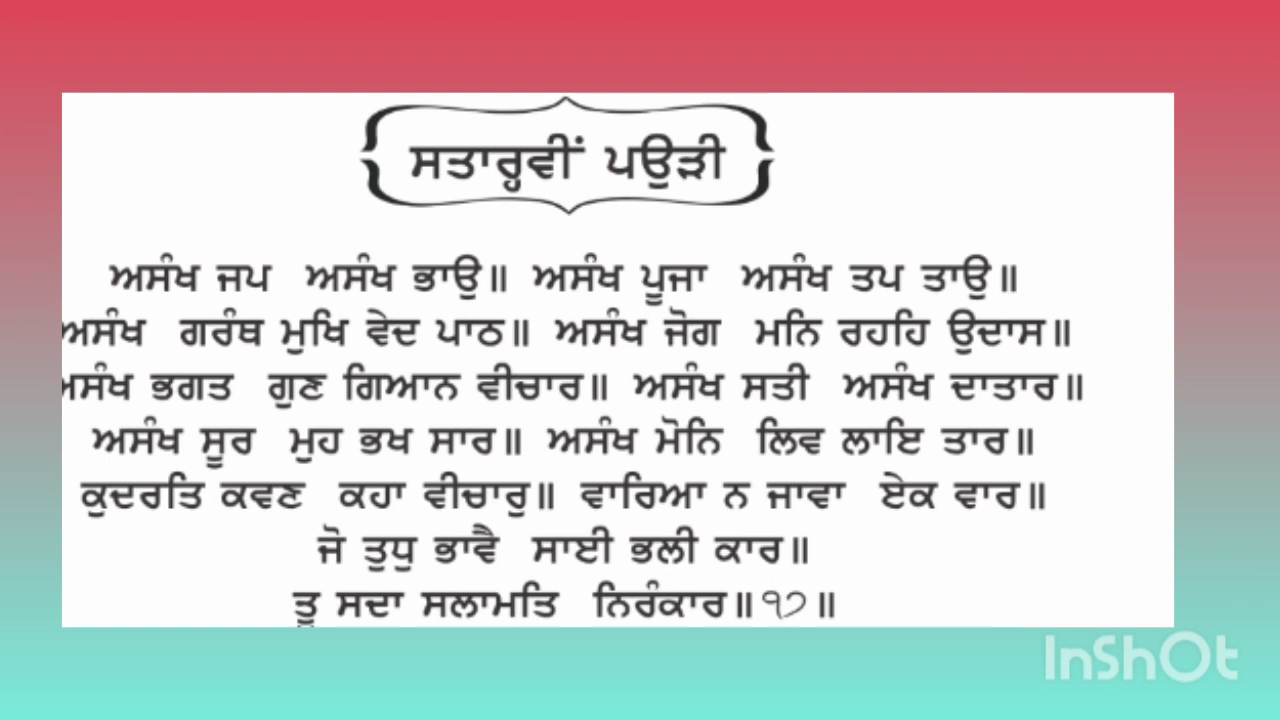 ਸਤਾਰ੍ਹਵੀਂ ਪਉੜੀ
ਅਸੰਖ ਜਪ ਅਸੰਖ ਭਾਉ॥ ਅਸੰਖ ਪੂਜਾ ਅਸੰਖ ਤਪ ਤਾਉ॥
ਅਸੰਖ ਗਰੰਥ ਮੁਖਿ ਵੇਦ ਪਾਠ॥ ਅਸੰਖ ਜੋਗ ਮਨਿ ਰਹਹਿ ਉਦਾਸ॥
ਅਸੰਖ ਭਗਤ ਗੁਣ ਗਿਆਨ ਵੀਚਾਰ॥ ਅਸੰਖ ਸਤੀ ਅਸੰਖ ਦਾਤਾਰ॥
ਅਸੰਖ ਸੂਰ ਮੁਹ ਭਖ ਸਾਰ॥ ਅਸੰਖ ਮੋਨਿ ਲਿਵ ਲਾਇ ਤਾਰ॥
ਕੁਦਰਤਿ ਕਵਣ ਕਹਾ ਵੀਚਾਰੁ॥ ਵਾਰਿਆ ਨ ਜਾਵਾ ਏਕ ਵਾਰ॥
ਜੋ ਤੁਧੁ ਭਾਵੈ ਸਾਈ ਭਲੀ ਕਾਰ॥
ਤੂ ਸਦਾ ਸਲਾਮਤਿ ਨਿਰੰਕਾਰ॥੧੭॥
InShOt